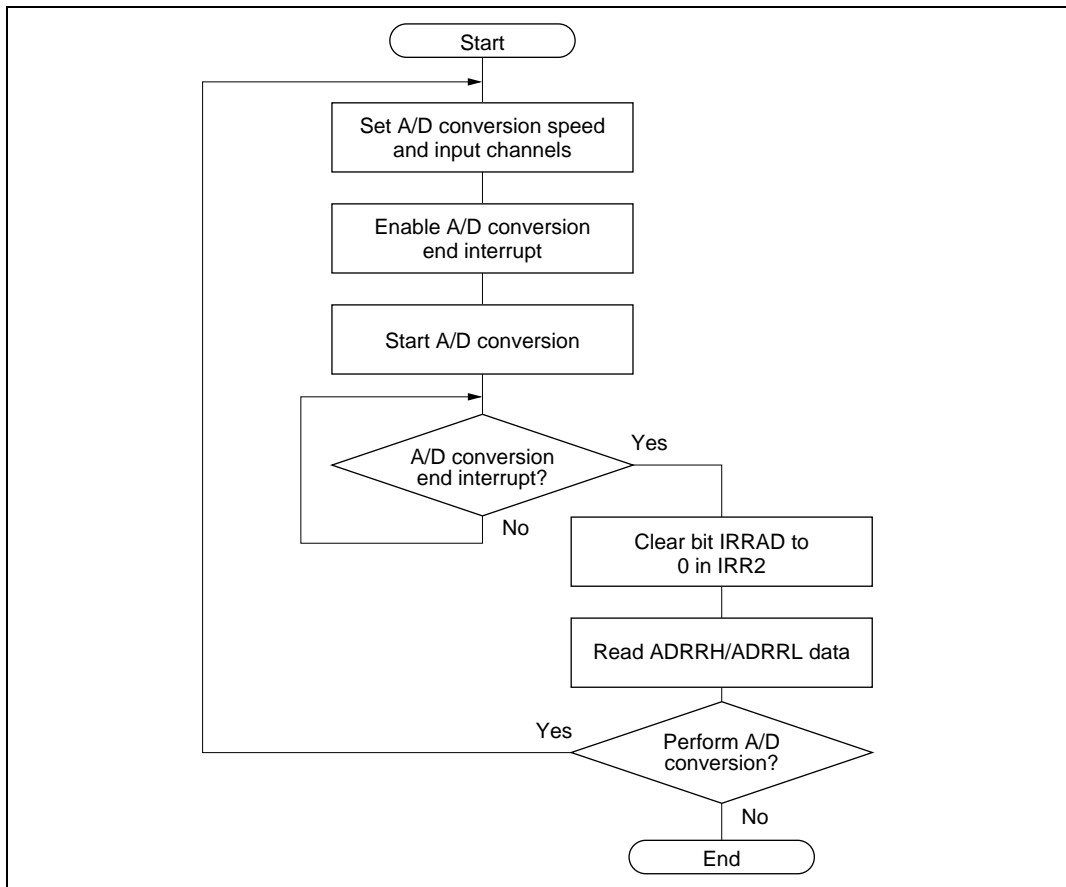 Start
Set A/D conversion speed
and input channels
Enable A/D conversion
end interrupt
Start A/D conversion
A/D conversion
end interrupt?
Yes
No
Clear bit IRRAD to
0 in IRR2
Read ADRRH/ADRRL data
Perform A/D
conversion?
Yes
No
End